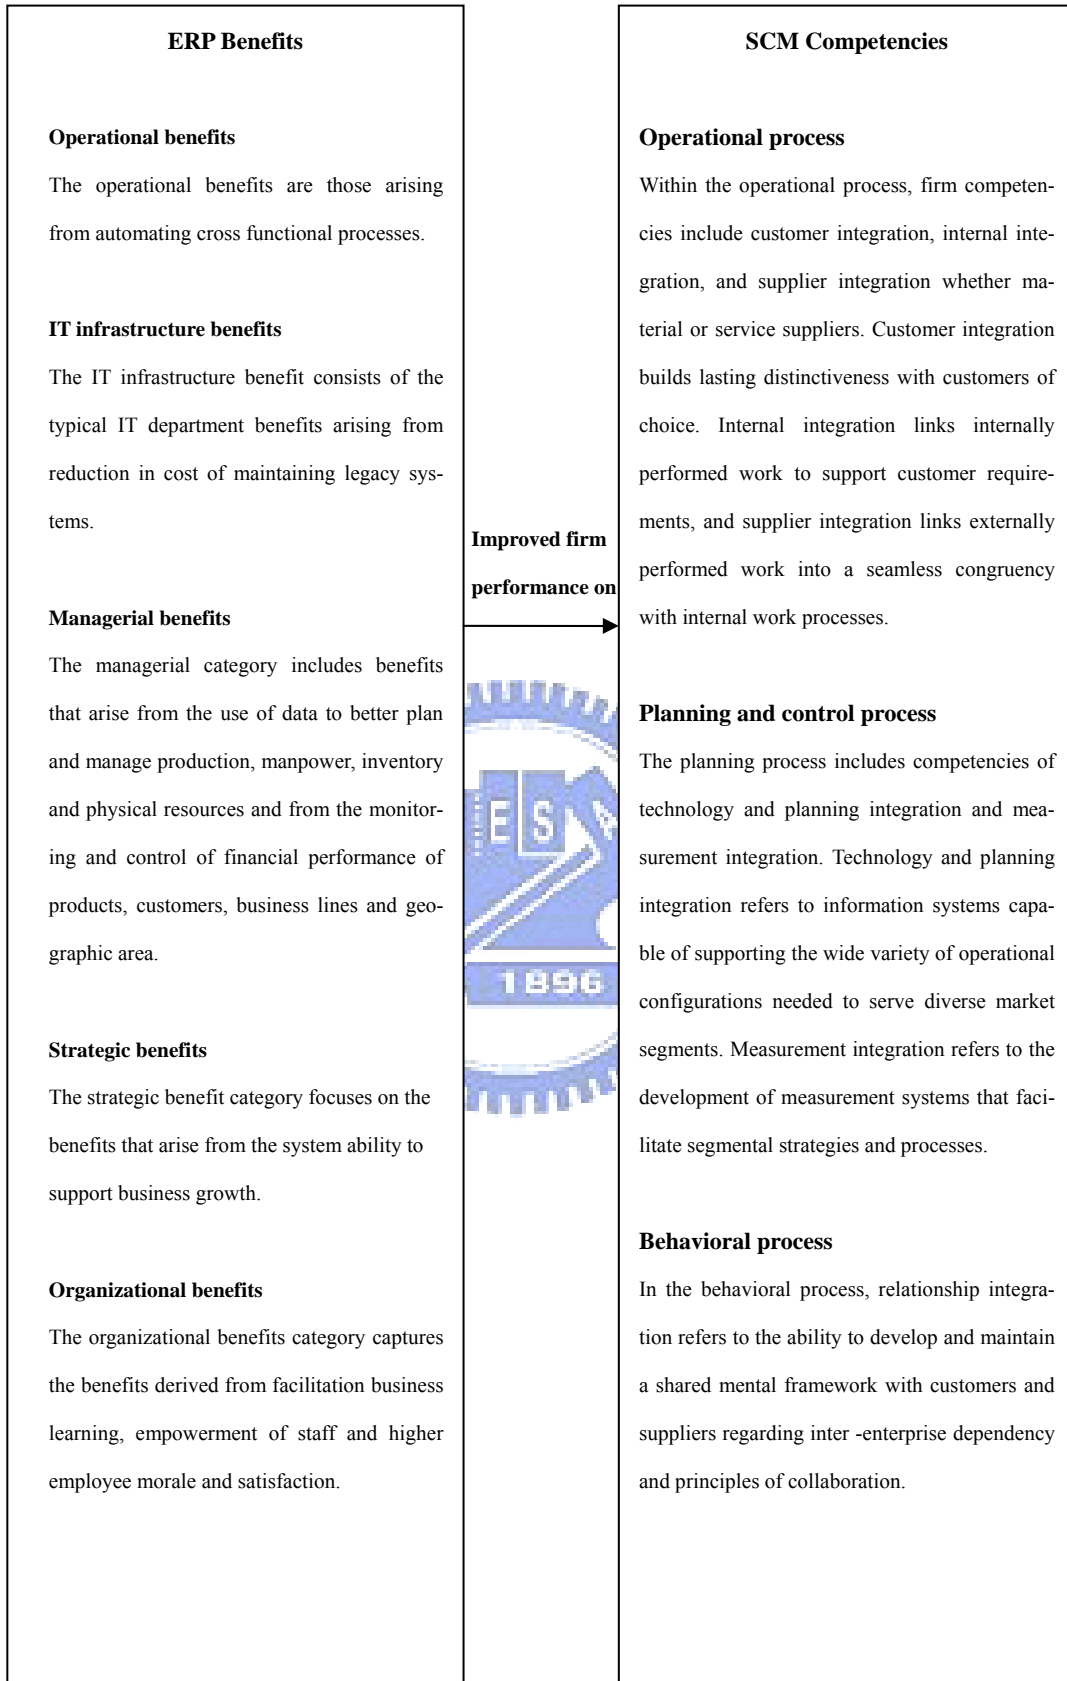 ERP Benefits
Operational benefits
The operational benefits are those arising
from automating cross functional processes.
IT infrastructure benefits
The IT infrastructure benefit consists of the
typical IT department benefits arising from
reduction in cost of maintaining legacy sys-
tems.
Managerial benefits
The managerial category includes benefits
that arise from the use of data to better plan
and manage production, manpower, inventory
and physical resources and from the monitor-
ing and control of financial performance of
products, customers, business lines and geo-
graphic area.
Strategic benefits
The strategic benefit category focuses on the
benefits that arise from the system ability to
support business growth.
Organizational benefits
The organizational benefits category captures
the benefits derived from facilitation business
learning, empowerment of staff and higher
employee morale and satisfaction.
Improved firm
performance on
E S A
1896
SCM Competencies
Operational process
Within the operational process, firm competen-
cies include customer integration, internal inte-
gration, and supplier integration whether ma-
terial or service suppliers. Customer integration
builds lasting distinctiveness with customers of
choice. Internal integration links internally
performed work to support customer require-
ments, and supplier integration links externally
performed work into a seamless congruency
with internal work processes.
Planning and control process
The planning process includes competencies of
technology and planning integration and mea-
surement integration. Technology and planning
integration refers to information systems capa-
ble of supporting the wide variety of operational
configurations needed to serve diverse market
segments. Measurement integration refers to the
development of measurement systems that faci-
litate segmental strategies and processes.
Behavioral process
In the behavioral process, relationship integra-
tion refers to the ability to develop and maintain
a shared mental framework with customers and
suppliers regarding inter -enterprise dependency
and principles of collaboration.